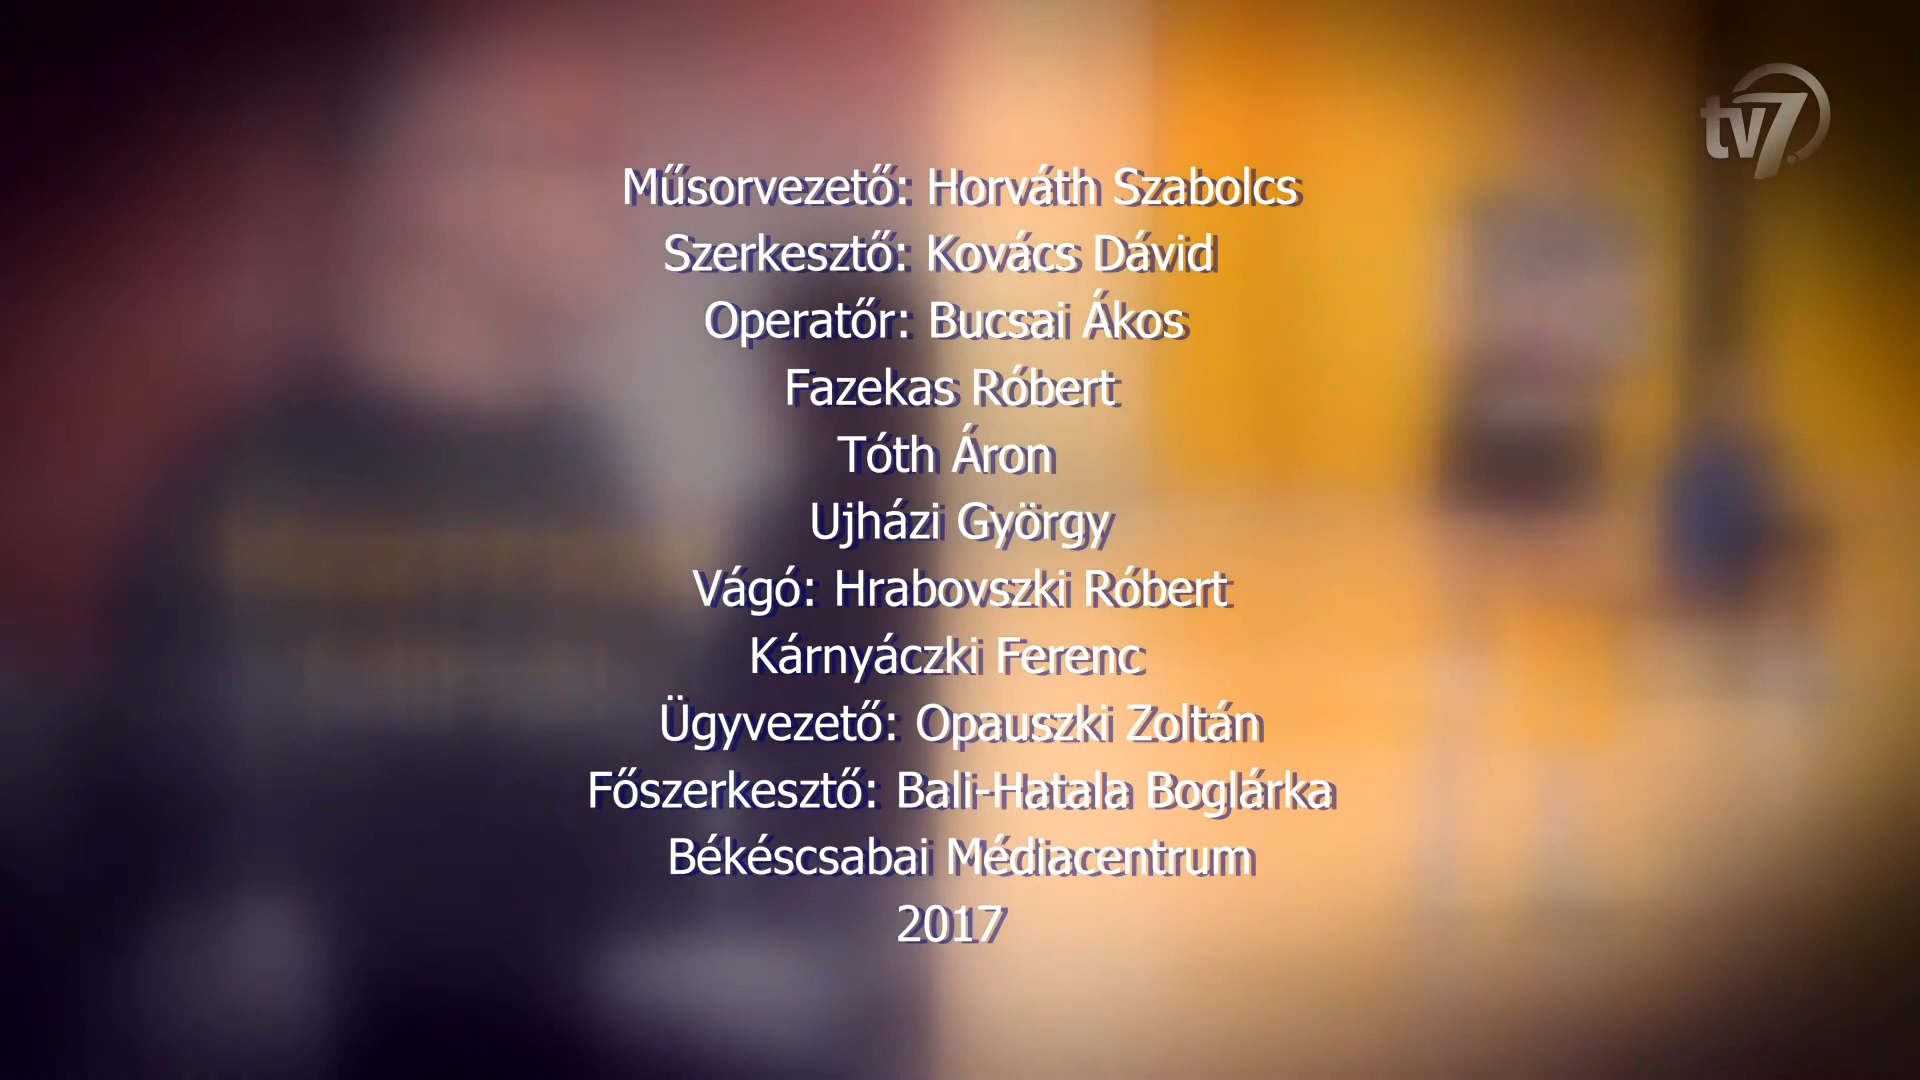 tv7
Műsorvezető: Horváth Szabolcs
Szerkesztő: Kovács Dávid
Operatőr: Bucsai Ákos
Fazekas Róbert
Tóth Áron
Ujházi György
Vágó: Hrabovszki Róbert
Kárnyáczki Ferenc
Ügyvezető: Opauszki Zoltán
Főszerkesztő: Bali-Hatala Boglárka
Békéscsabai Médiacentrum
2017